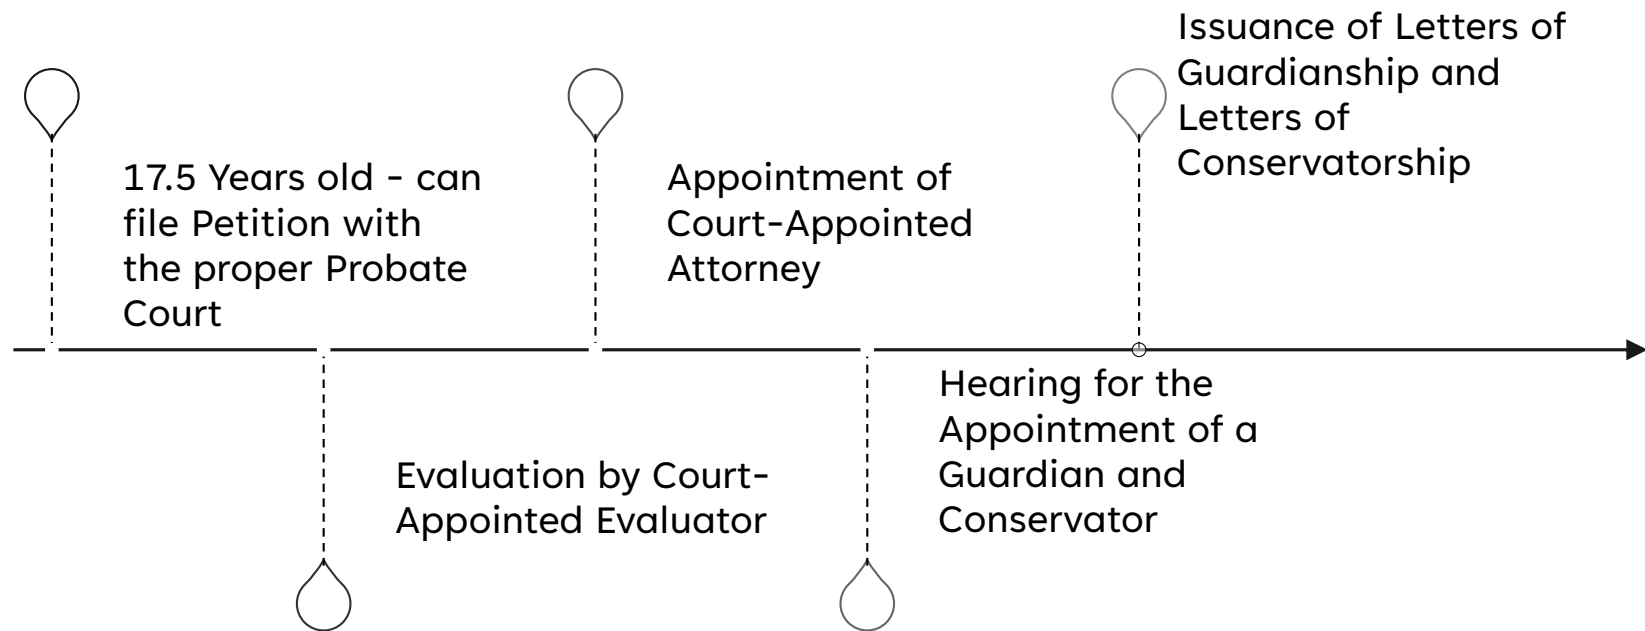 17.5 Years old - can
file Petition with
the proper Probate
Court
Evaluation by Court-
Appointed Evaluator
Appointment of
Court-Appointed
Attorney
Hearing for the
Appointment of a
Guardian and
Conservator
Issuance of Letters of
Guardianship and
Letters of
Conservatorship